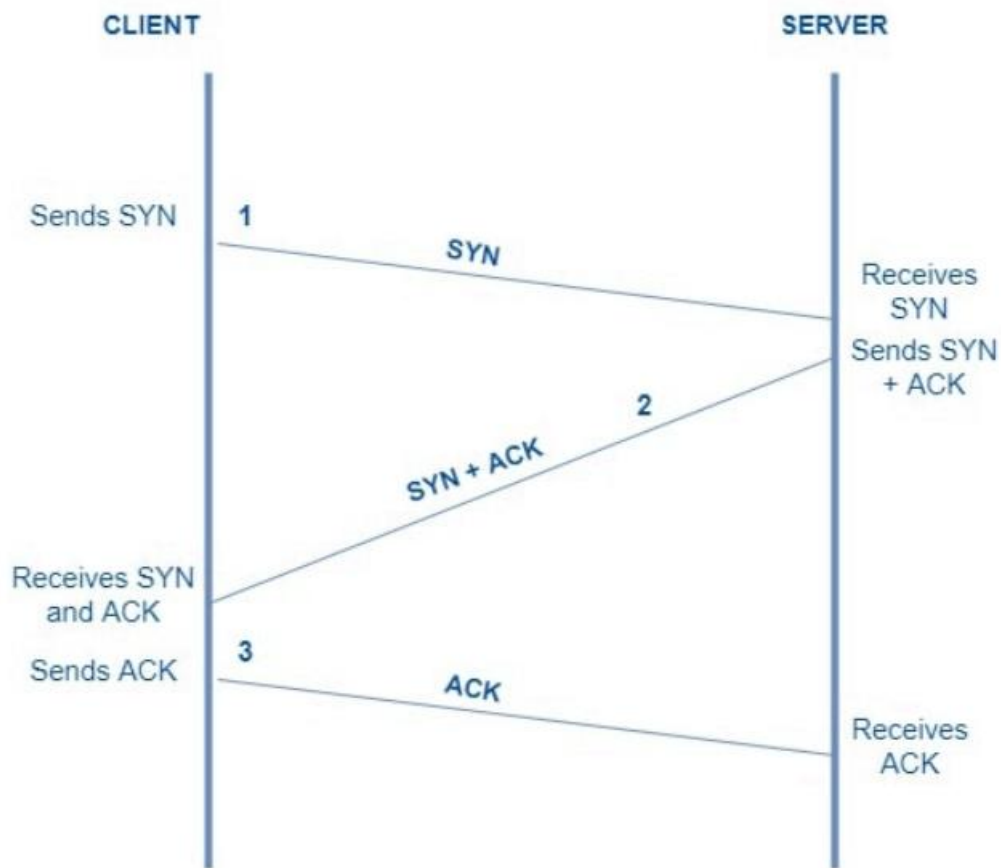 CLIENT
SERVER
Sends SYN
1
SYN
Receives
SYN
Sends SYN
+ ACK
2
SYN + ACK
Receives SYN
and ACK
3
Sends ACK
ACK
Receives
ACK